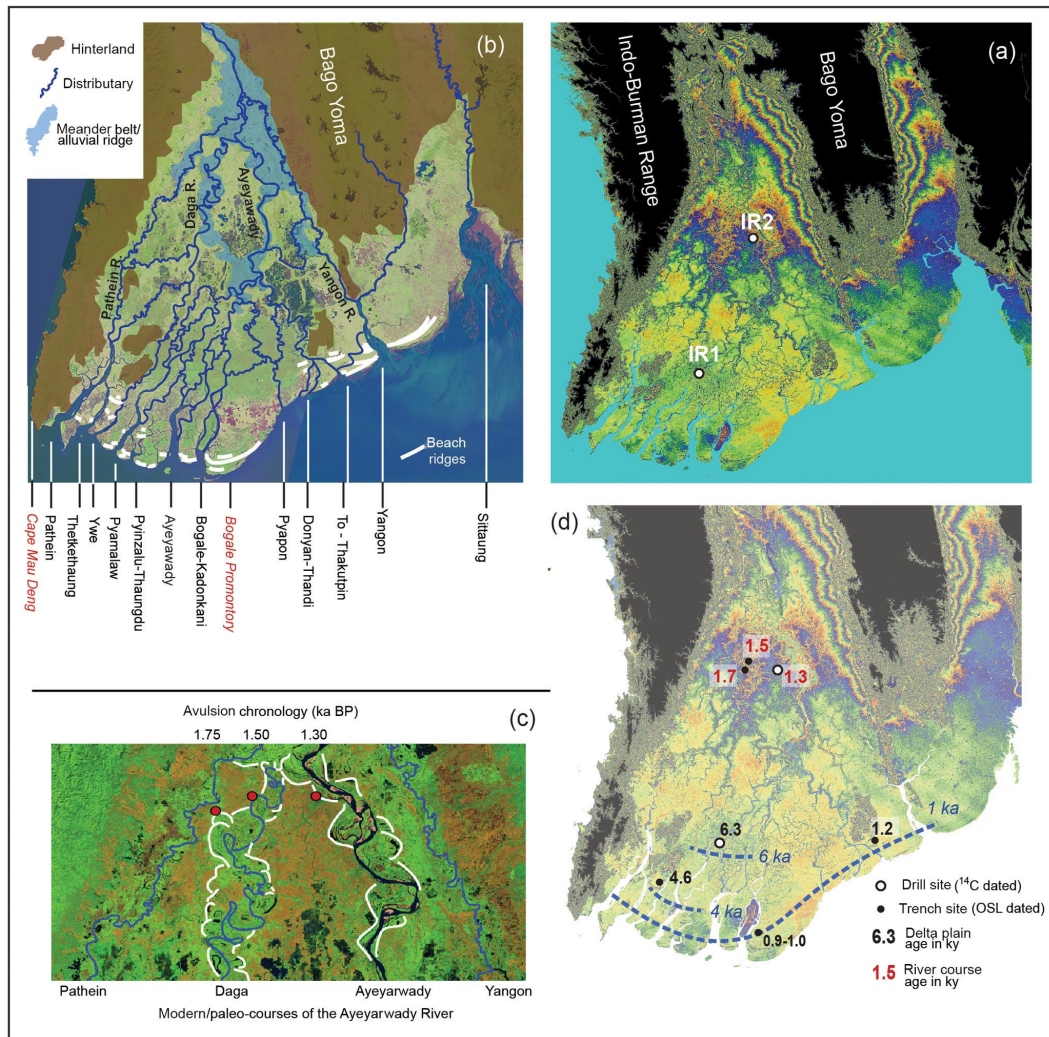 Hinterland
Distributary
Meander belt/
alluvial ridge
(b)
Bago Yoma
Daga R.
Ayeyawady
Pathein R.
Yangon R.
Beach
ridges
Cape Mau Deng
Pathein
Thetkethaung
Ywe
Pyamalaw
Pyinzalu-Thaungdu
Ayeyawady
Bogale-Kadonkani
Bogale Promontory
Pyapon
Donyan-Thandi
To - Thakutpin
Yangon
Sittaung
(a)
Indo-Burman Range
Bago Yoma
IR2
IR1
(c)
Avulsion chronology (ka BP)
1.75 1.50 1.30
Pathein Daga Ayeyarwady Yangon
Modern/paleo-courses of the Ayeyarwady River
(d)
1.5
1.7
1.3
6.3
6 ka
1.2
1 ka
4.6
4 ka
0.9-1.0
Drill site (¹⁴C dated)
Trench site (OSL dated)
6.3 Delta plain
age in ky
1.5 River course
age in ky